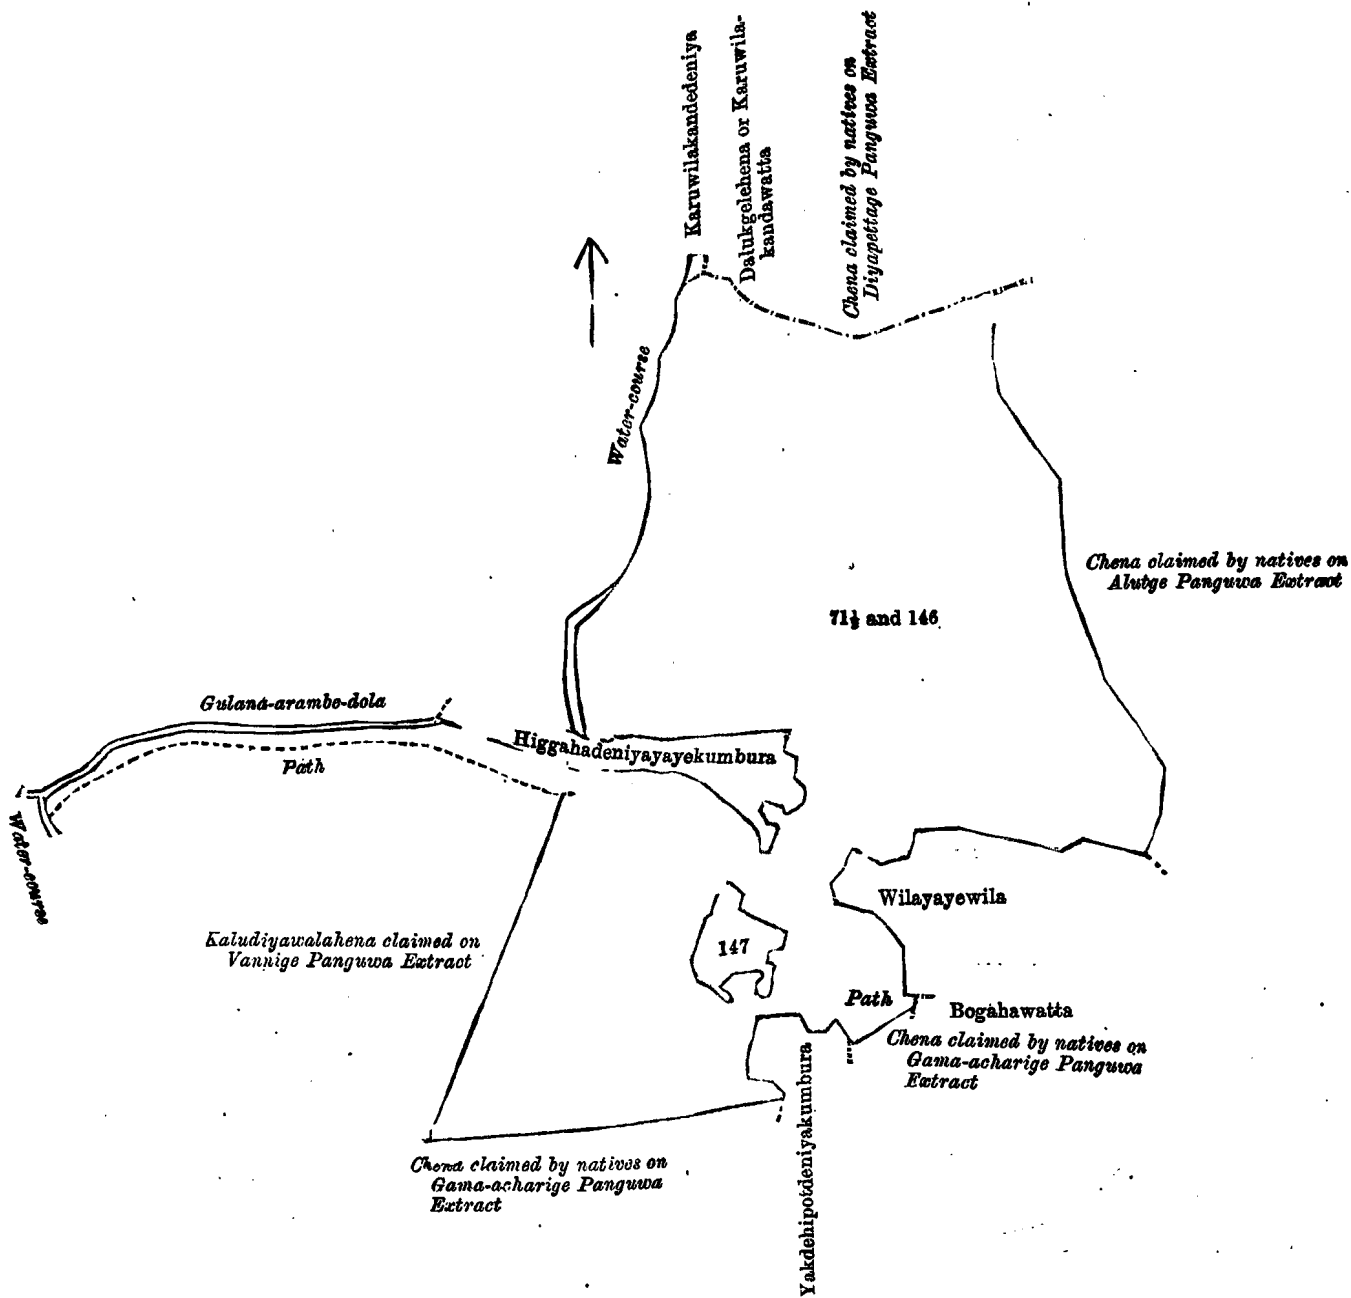 Karuwilakandedeniya
Dalukgelehena or Karuwila-
kandawatta
Chena claimed by natives on
Diyapettage Panguwa Extract
Water-course
Chena claimed by natives on
Alutge Panguwa Extract
71½ and 146
Gulana-arambe-dola
Higgahadeniyayayekumbura
Path
Water-course
Wilayayewila
Kaludiyawalahena claimed on
Vannige Panguwa Extract
147
Path
Bogahawatta
Chena claimed by natives on
Gama-acharige Panguwa
Extract
Yakdehipotdeniyakumbura
Chena claimed by natives on
Gama-acharige Panguwa
Extract